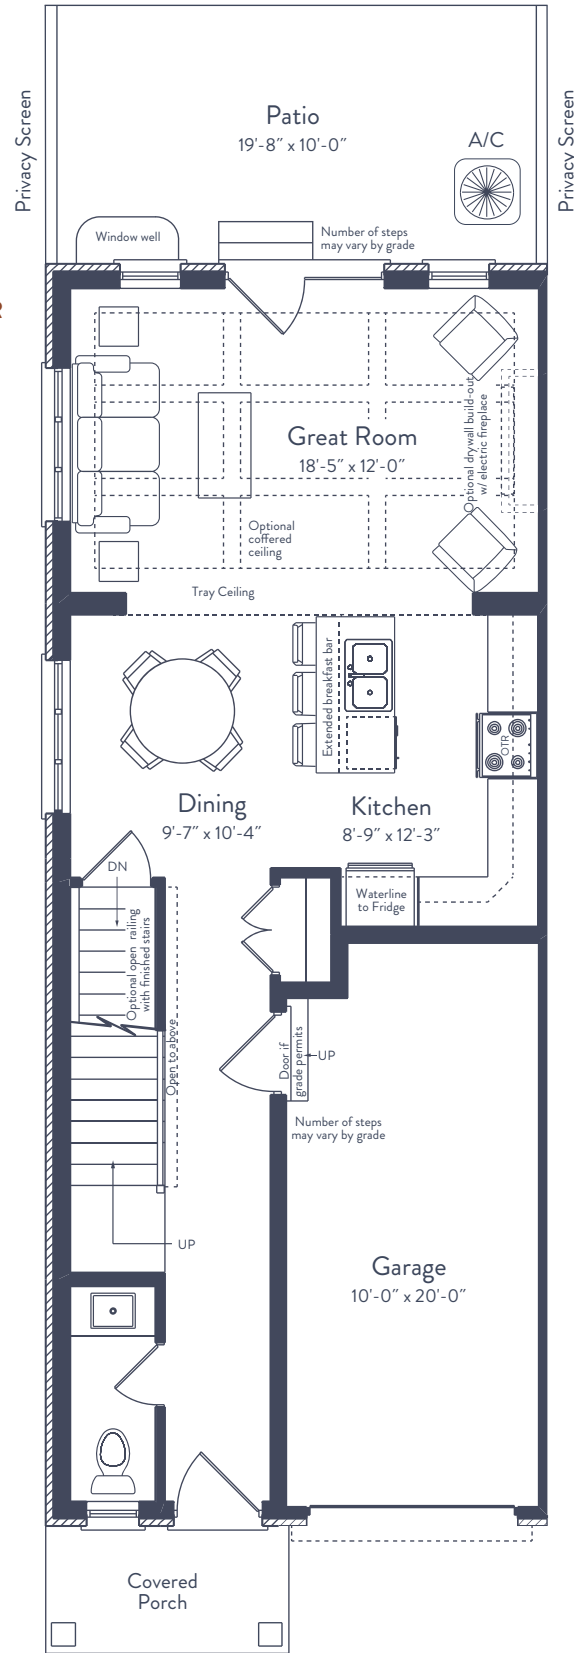 Privacy Screen
Privacy Screen
Patio
19'-8″ x 10'-0″
A/C
Window well
Number of steps
may vary by grade
R
Optional drywall build-out
w/ electric fireplace
Great Room
18'-5″ x 12'-0″
Optional
coffered
ceiling
Tray Ceiling
Extended breakfast bar
OTR
Dining
9'-7″ x 10'-4″
Kitchen
8'-9″ x 12'-3″
DN
Waterline
to Fridge
Optional open railing
with finished stairs
Open to above
Door if
grade permits
UP
Number of steps
may vary by grade
UP
Garage
10'-0″ x 20'-0″
Covered
Porch